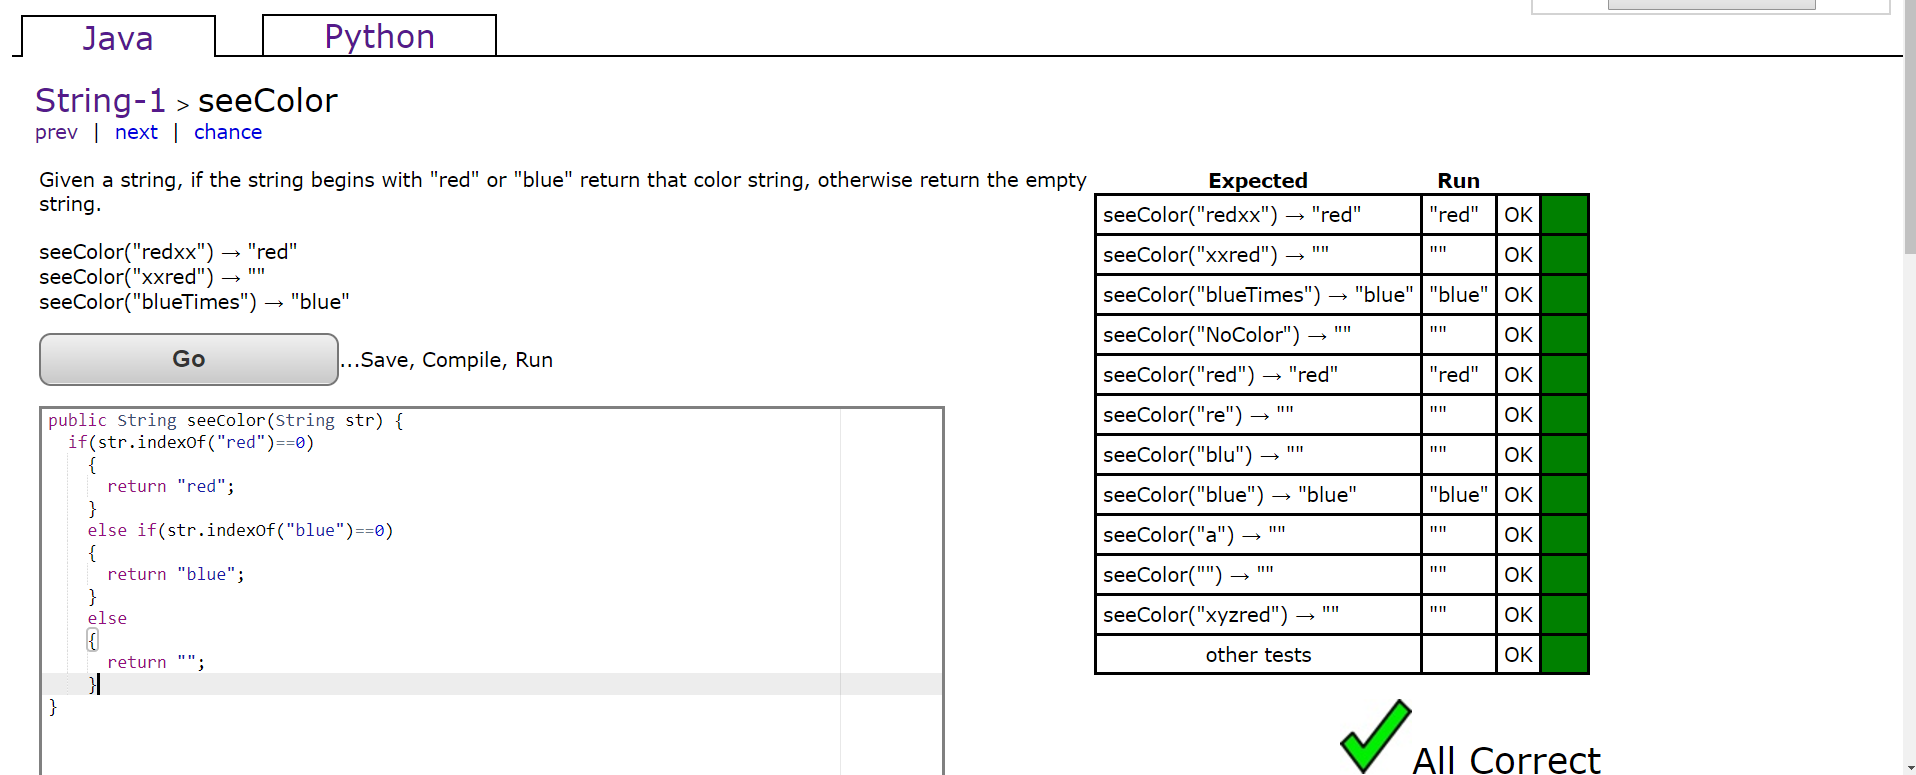 Java
Python
String-1 > seeColor
prev | next | chance
Given a string, if the string begins with "red" or "blue" return that color string, otherwise return the empty
string.
seeColor("redxx") → "red"
seeColor("xxred") → ""
seeColor("blueTimes") → "blue"
Go ...Save, Compile, Run
public String seeColor(String str) {
if(str.indexOf("red")==0)
{
return "red";
}
else if(str.indexOf("blue")==0)
{
return "blue";
}
else
{
return "";
}
}
Expected Run
seeColor("redxx") → "red" "red" OK
seeColor("xxred") → "" "" OK
seeColor("blueTimes") → "blue" "blue" OK
seeColor("NoColor") → "" "" OK
seeColor("red") → "red" "red" OK
seeColor("re") → "" "" OK
seeColor("blu") → "" "" OK
seeColor("blue") → "blue" "blue" OK
seeColor("a") → "" "" OK
seeColor("") → "" "" OK
seeColor("xyzred") → "" "" OK
other tests OK
All Correct